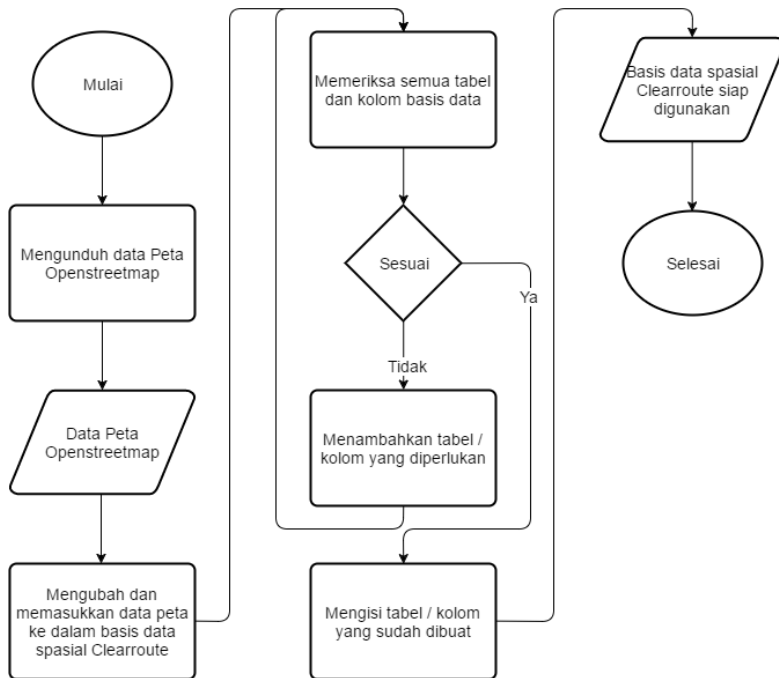 Mulai
Mengunduh data Peta
Openstreetmap
Data Peta
Openstreetmap
Mengubah dan
memasukkan data peta
ke dalam basis data
spasial Clearroute
Memeriksa semua tabel
dan kolom basis data
Sesuai
Ya
Tidak
Menambahkan tabel /
kolom yang diperlukan
Mengisi tabel / kolom
yang sudah dibuat
Basis data spasial
Clearroute siap
digunakan
Selesai